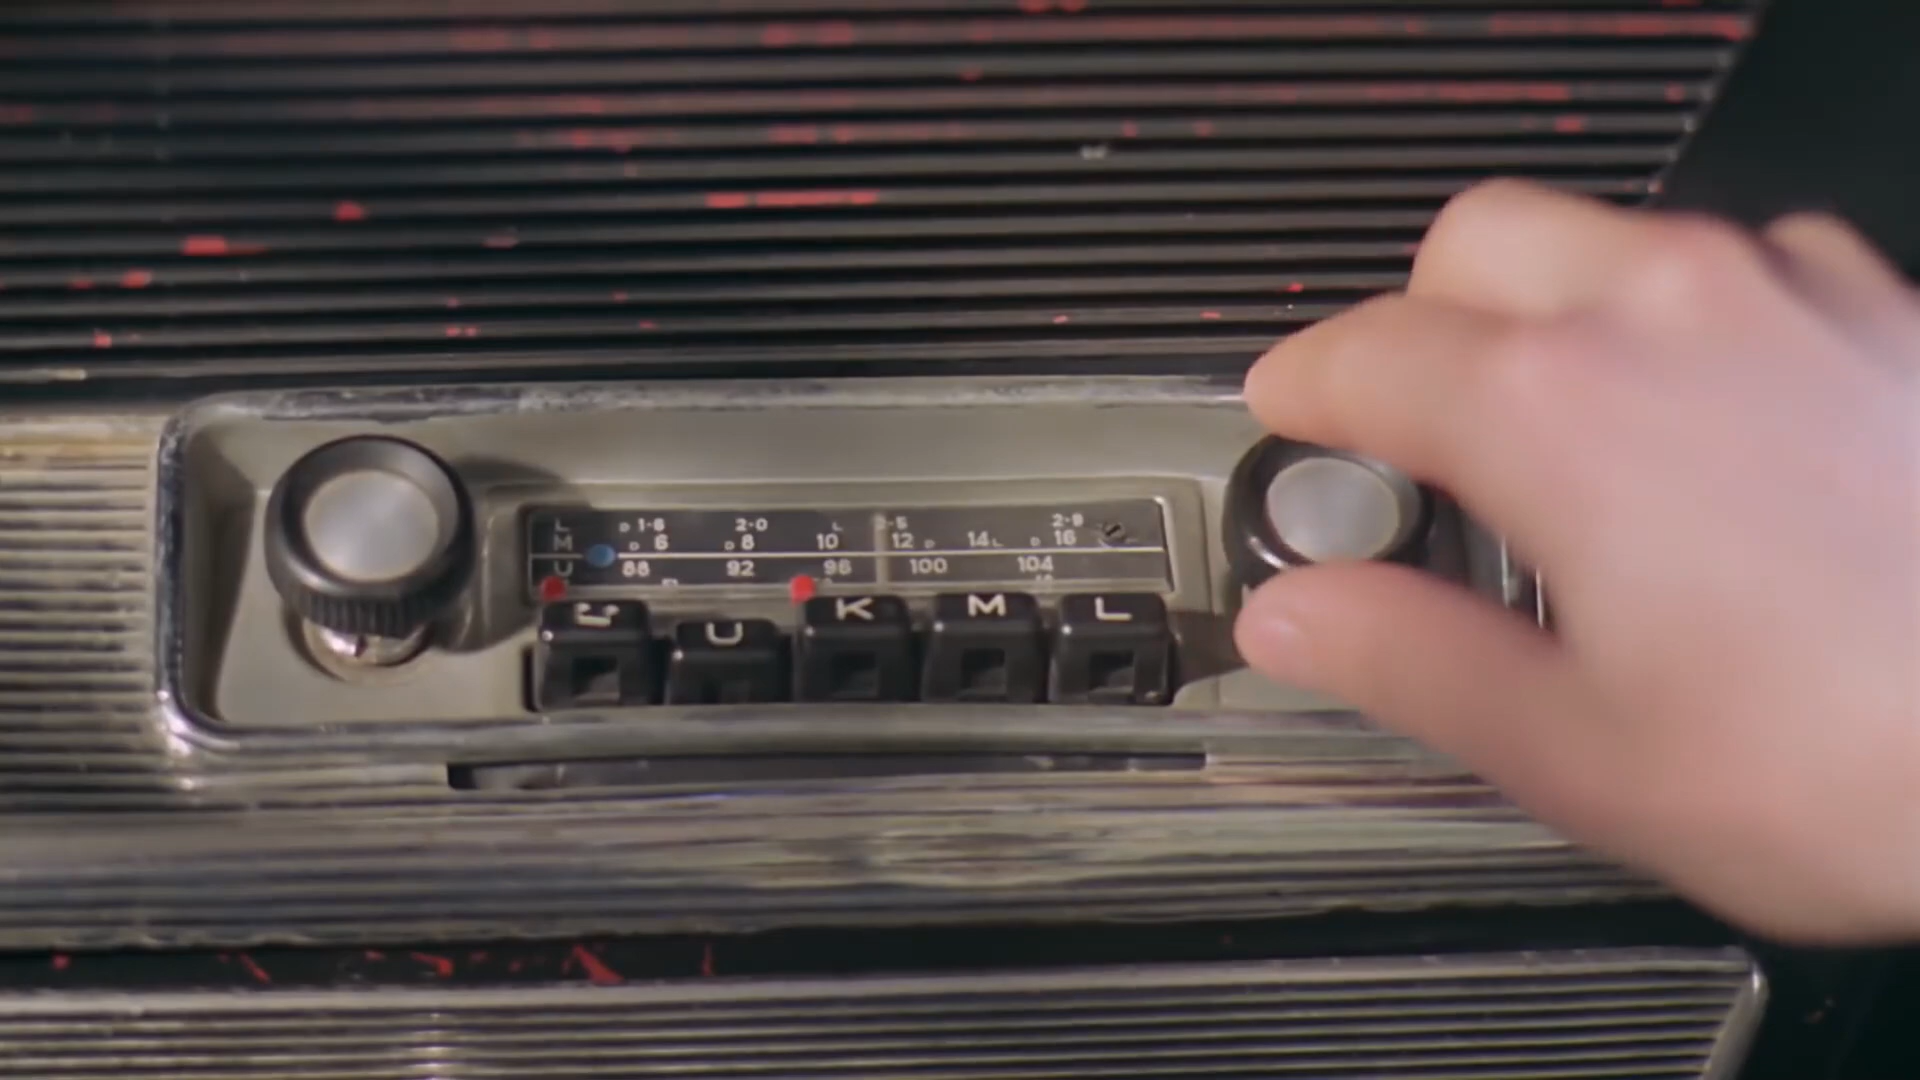 L D 1·6 2·0 L 2·5 2·9
M D 6 D 8 10 12 D 14 L D 16
U 88 92 96 100 104
U K M L